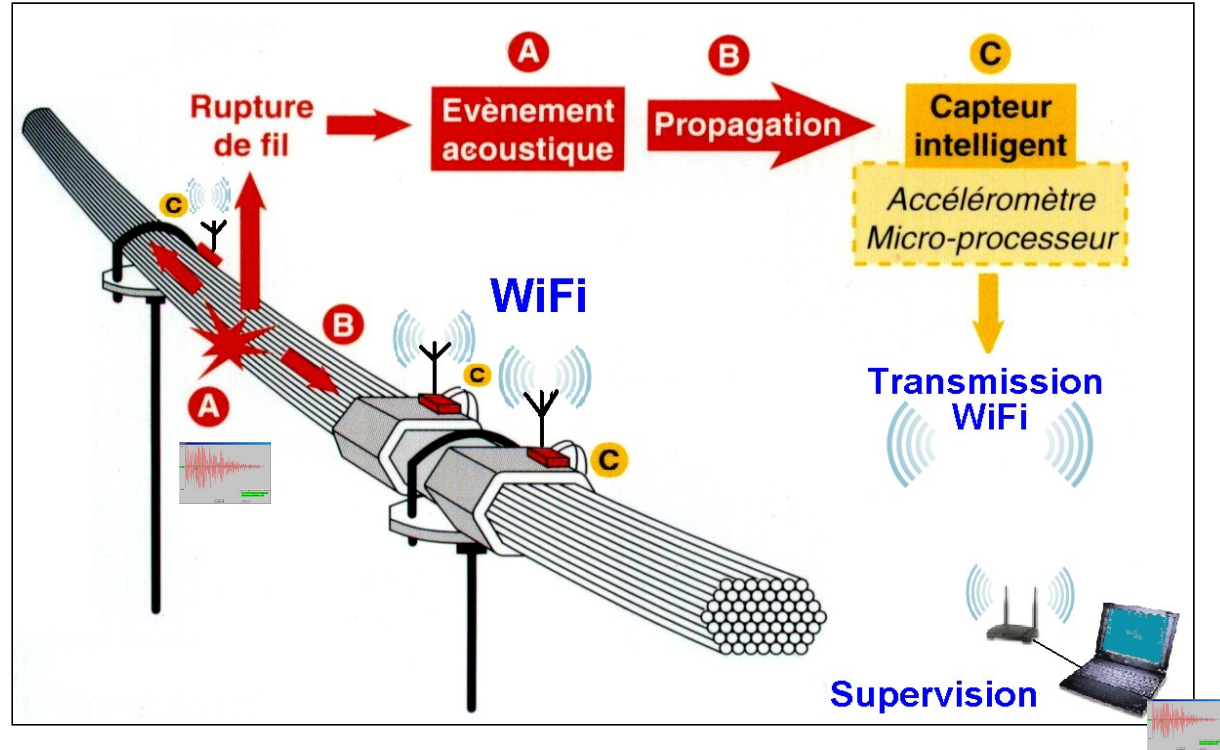 A
B
C
Rupture
de fil
Evènement
acoustique
Propagation
Capteur
intelligent
Accéléromètre
Micro-processeur
C
WiFi
B
C
A
C
Transmission
WiFi
Supervision